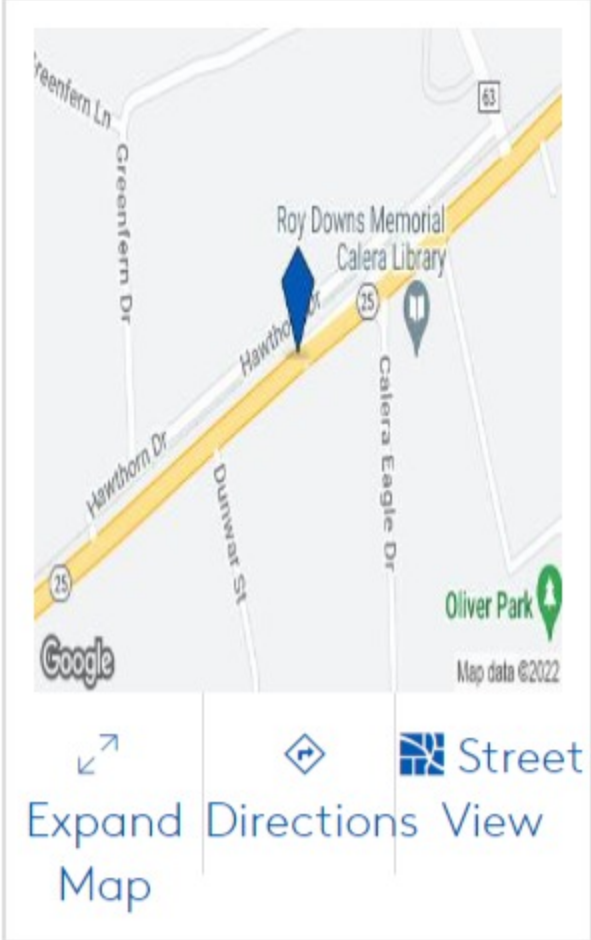 Greenfern Ln
Greenfern Dr
63
Roy Downs Memorial
Calera Library
25
Hawthorn Dr
Hawthorn Dr
Calera Eagle Dr
Dunwar St
25
Oliver Park
Google
Map data ©2022
Expand
Map
Directions
Street
View